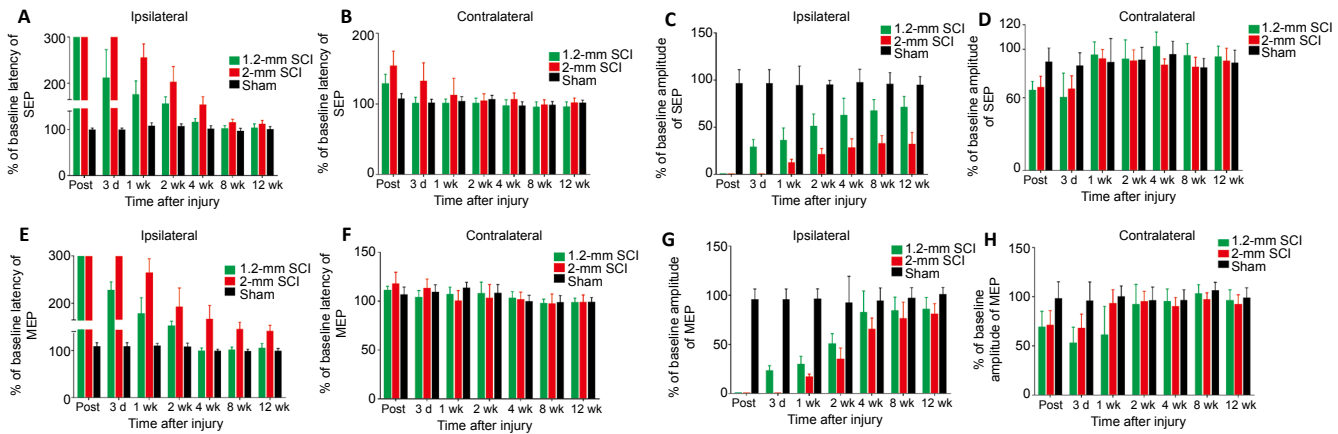 A
Ipsilateral
% of baseline latency of
SEP
300
200
100
0
1.2-mm SCI
2-mm SCI
Sham
Post 3 d 1 wk 2 wk 4 wk 8 wk 12 wk
Time after injury
B
Contralateral
% of baseline latency of
SEP
200
150
100
50
0
1.2-mm SCI
2-mm SCI
Sham
Post 3 d 1 wk 2 wk 4 wk 8 wk 12 wk
Time after injury
C
Ipsilateral
% of baseline amplitude
of SEP
150
100
50
0
1.2-mm SCI
2-mm SCI
Sham
Post 3 d 1 wk 2 wk 4 wk 8 wk 12 wk
Time after injury
D
Contralateral
% of baseline amplitude
of SEP
120
100
60
0
1.2-mm SCI
2-mm SCI
Sham
Post 3 d 1 wk 2 wk 4 wk 8 wk 12 wk
Time after injury
E
Ipsilateral
% of baseline latency of
MEP
300
200
100
0
1.2-mm SCI
2-mm SCI
Sham
Post 3 d 1 wk 2 wk 4 wk 8 wk 12 wk
Time after injury
F
Contralateral
% of baseline latency of
MEP
150
100
50
0
1.2-mm SCI
2-mm SCI
Sham
Post 3 d 1 wk 2 wk 4 wk 8 wk 12 wk
Time after injury
G
Ipsilateral
% of baseline amplitude
of MEP
150
100
50
0
1.2-mm SCI
2-mm SCI
Sham
Post 3 d 1 wk 2 wk 4 wk 8 wk 12 wk
Time after injury
H
Contralateral
% of baseline
amplitude of MEP
150
100
50
0
1.2-mm SCI
2-mm SCI
Sham
Post 3 d 1 wk 2 wk 4 wk 8 wk 12 wk
Time after injury